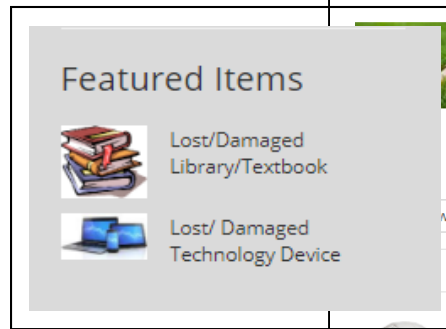 Featured Items
Lost/Damaged
Library/Textbook
Lost/ Damaged
Technology Device